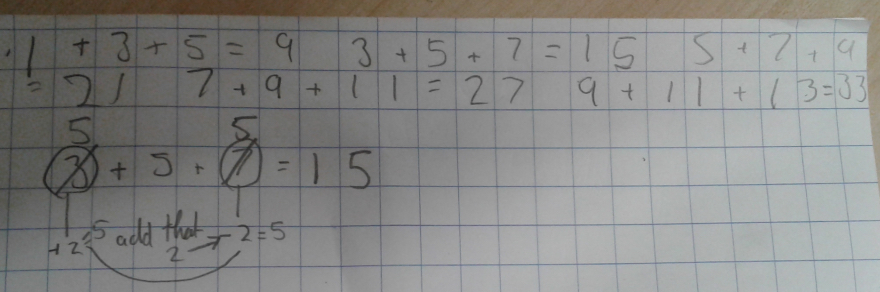 1 + 3 + 5 = 9 3 + 5 + 7 = 15 5 + 7 + 9
= 21 7 + 9 + 11 = 27 9 + 11 + 13 = 33
5 5
3 + 5 + 7 = 15
+2=5 add that -2=5
2